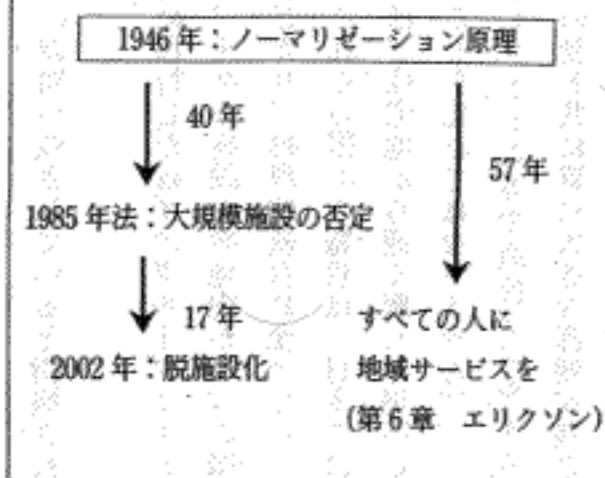 1946年：ノーマリゼーション原理
40年
57年
1985年法：大規模施設の否定
17年
2002年：脱施設化
すべての人に
地域サービスを
(第6章　エリクソン)